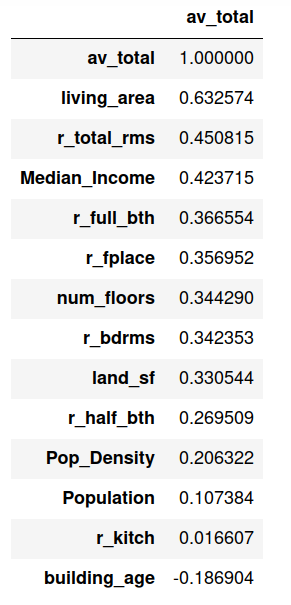 av_total
av_total 1.000000
living_area 0.632574
r_total_rms 0.450815
Median_Income 0.423715
r_full_bth 0.366554
r_fplace 0.356952
num_floors 0.344290
r_bdrms 0.342353
land_sf 0.330544
r_half_bth 0.269509
Pop_Density 0.206322
Population 0.107384
r_kitch 0.016607
building_age -0.186904